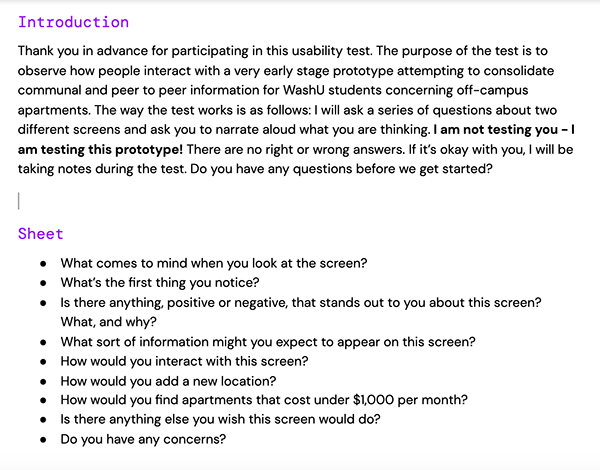 Introduction
Thank you in advance for participating in this usability test. The purpose of the test is to
observe how people interact with a very early stage prototype attempting to consolidate
communal and peer to peer information for WashU students concerning off-campus
apartments. The way the test works is as follows: I will ask a series of questions about two
different screens and ask you to narrate aloud what you are thinking. I am not testing you – I
am testing this prototype! There are no right or wrong answers. If it's okay with you, I will be
taking notes during the test. Do you have any questions before we get started?
Sheet
● What comes to mind when you look at the screen?
● What's the first thing you notice?
● Is there anything, positive or negative, that stands out to you about this screen?
What, and why?
● What sort of information might you expect to appear on this screen?
● How would you interact with this screen?
● How would you add a new location?
● How would you find apartments that cost under $1,000 per month?
● Is there anything else you wish this screen would do?
● Do you have any concerns?